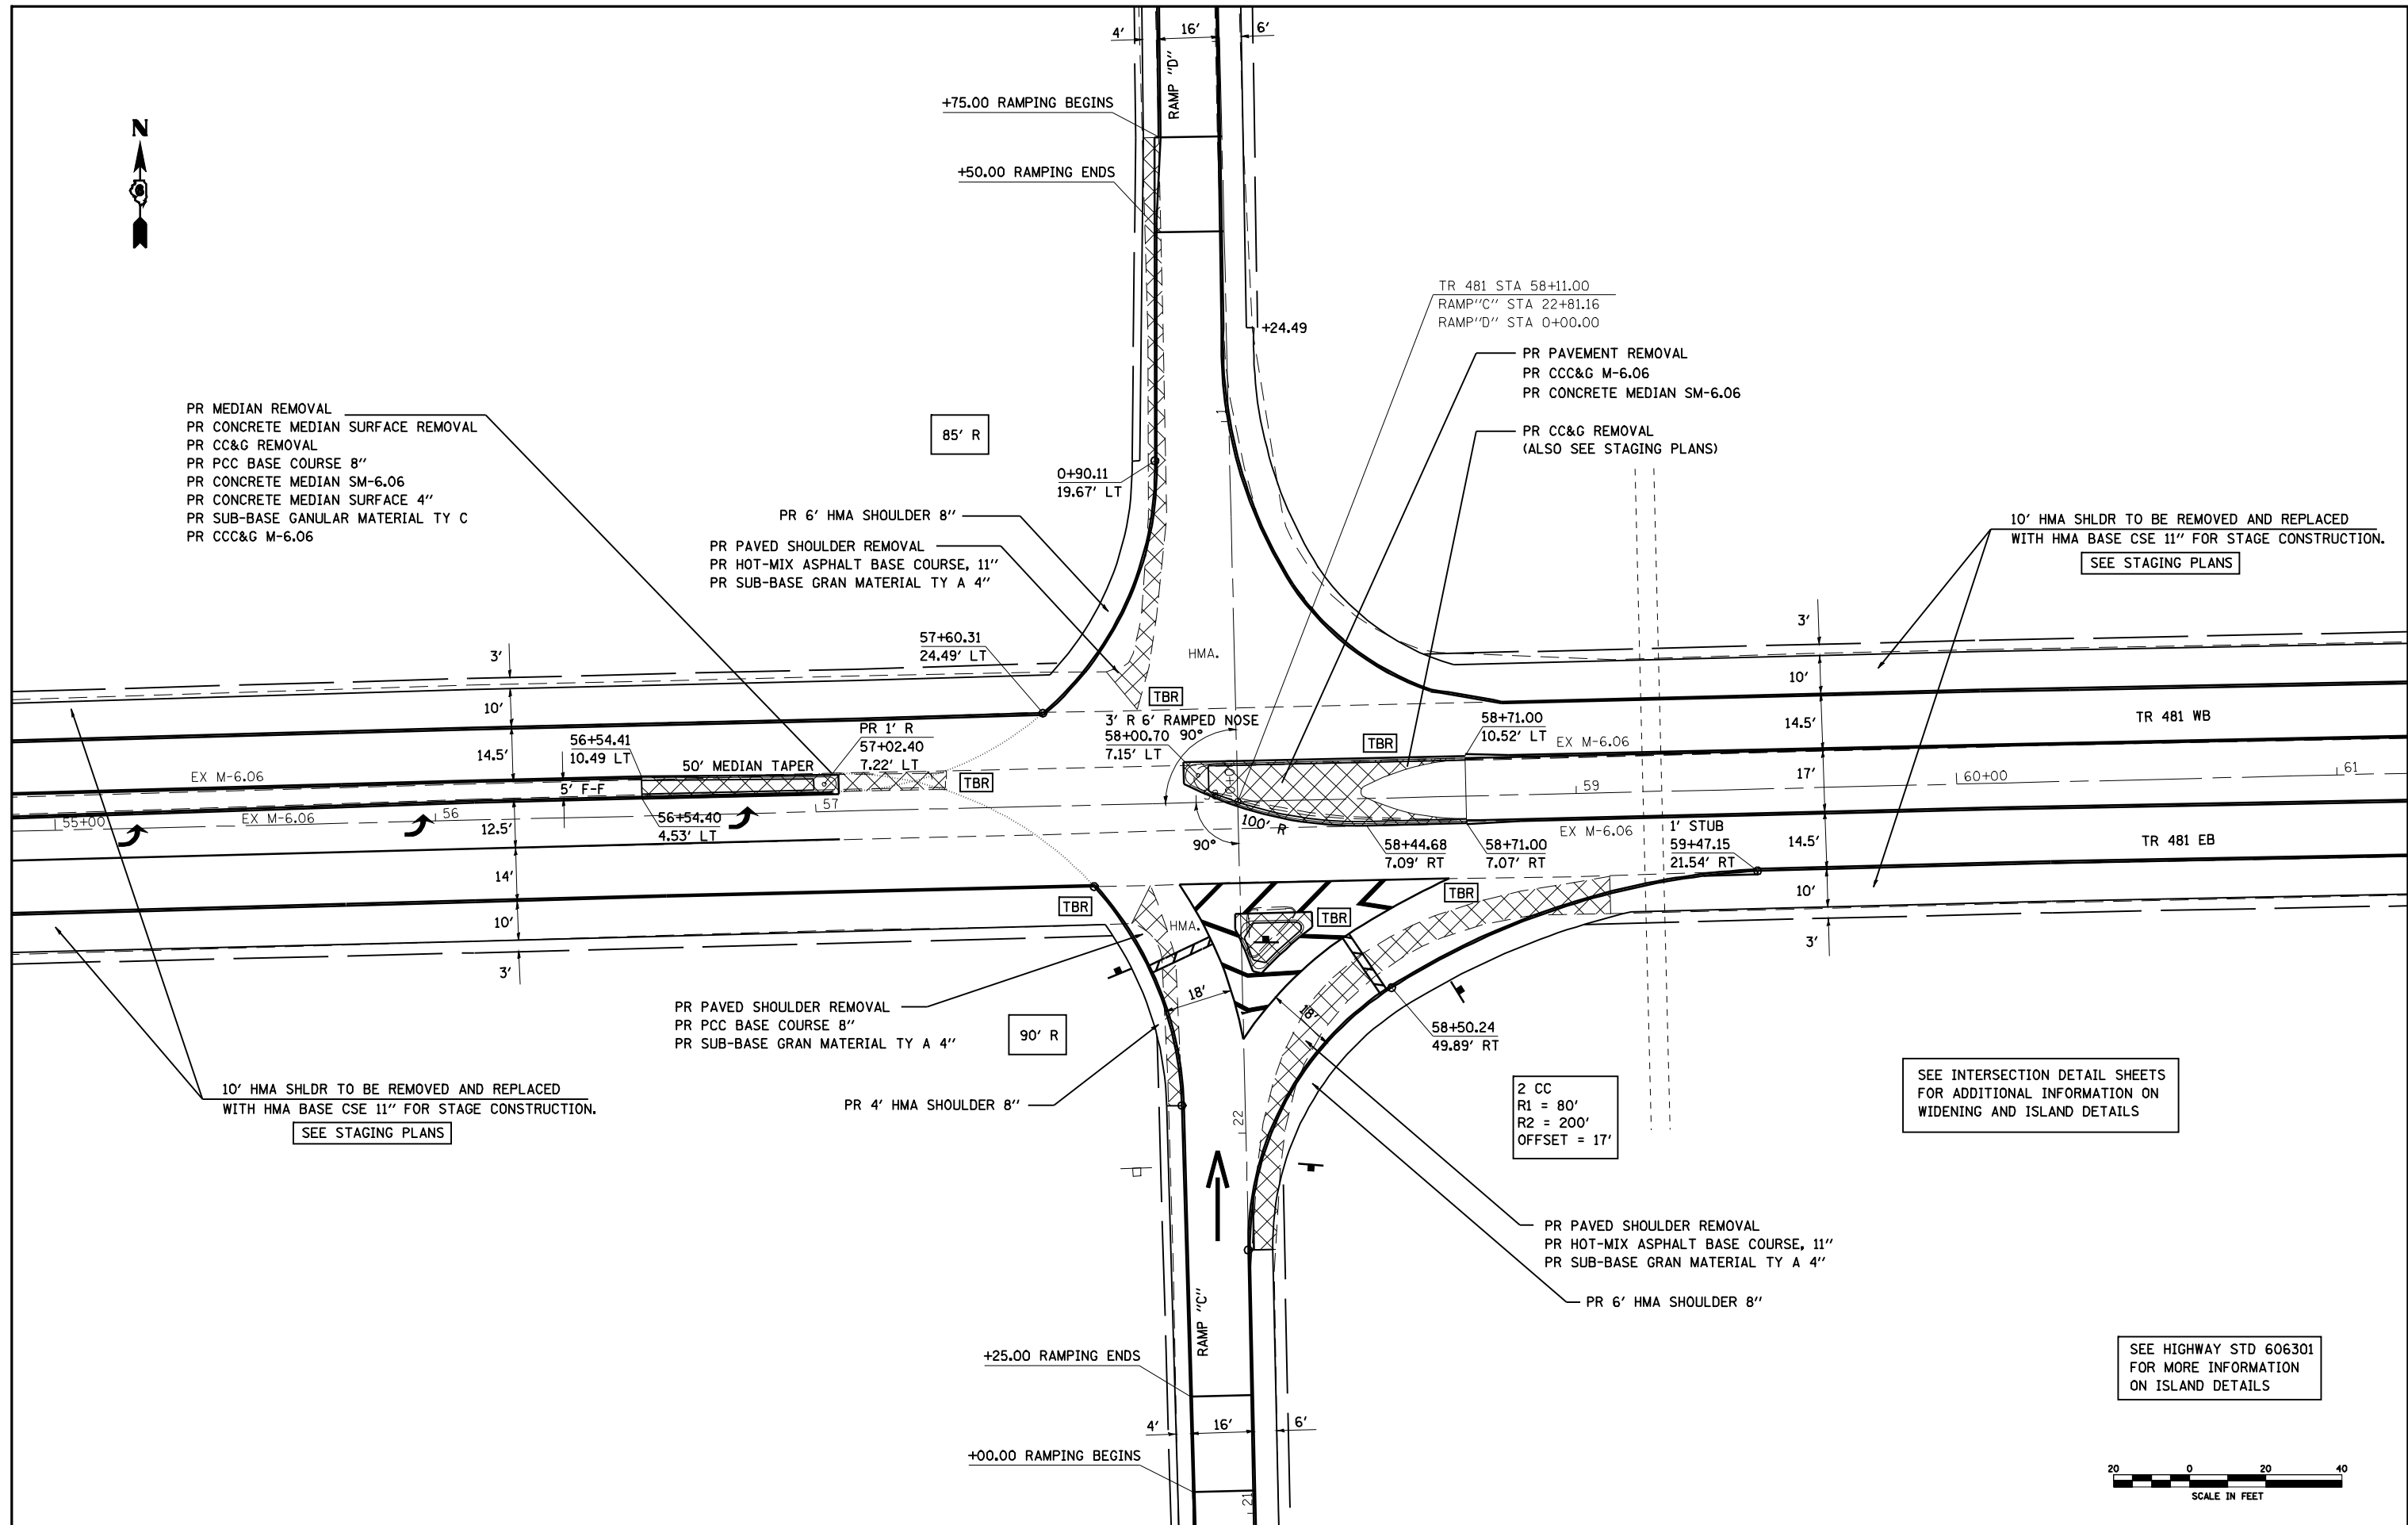 4' 16' 6'
RAMP "D"
+75.00 RAMPING BEGINS
N
+50.00 RAMPING ENDS
6
TR 481 STA 58+11.00
RAMP"C" STA 22+81.16
RAMP"D" STA 0+00.00
+24.49
PR PAVEMENT REMOVAL
PR CCC&G M-6.06
PR CONCRETE MEDIAN SM-6.06
PR CC&G REMOVAL
(ALSO SEE STAGING PLANS)
PR MEDIAN REMOVAL
PR CONCRETE MEDIAN SURFACE REMOVAL
PR CC&G REMOVAL
PR PCC BASE COURSE 8"
PR CONCRETE MEDIAN SM-6.06
PR CONCRETE MEDIAN SURFACE 4"
PR SUB-BASE GANULAR MATERIAL TY C
PR CCC&G M-6.06
85' R
1
0+90.11
19.67' LT
PR 6' HMA SHOULDER 8"
PR PAVED SHOULDER REMOVAL
PR HOT-MIX ASPHALT BASE COURSE, 11"
PR SUB-BASE GRAN MATERIAL TY A 4"
10' HMA SHLDR TO BE REMOVED AND REPLACED
WITH HMA BASE CSE 11" FOR STAGE CONSTRUCTION.
SEE STAGING PLANS
57+60.31
24.49' LT
HMA.
3'
10'
14.5'
3'
10'
14.5'
17'
14.5'
10'
3'
TR 481 WB
TBR
3' R 6' RAMPED NOSE
58+00.70 90°
7.15' LT
TBR
58+71.00
10.52' LT
EX M-6.06
56+54.41
10.49 LT
PR 1' R
57+02.40
7.22' LT
50' MEDIAN TAPER
TBR
EX M-6.06
5' F-F
55+00
EX M-6.06
56
56+54.40
4.53' LT
57
0+00
59
60+00
61
12.5'
14'
10'
3'
100' R
90°
58+44.68
7.09' RT
58+71.00
7.07' RT
EX M-6.06
1' STUB
59+47.15
21.54' RT
TR 481 EB
TBR
TBR
TBR
HMA.
18'
18'
PR PAVED SHOULDER REMOVAL
PR PCC BASE COURSE 8"
PR SUB-BASE GRAN MATERIAL TY A 4"
90' R
58+50.24
49.89' RT
10' HMA SHLDR TO BE REMOVED AND REPLACED
WITH HMA BASE CSE 11" FOR STAGE CONSTRUCTION.
SEE STAGING PLANS
PR 4' HMA SHOULDER 8"
22
2 CC
R1 = 80'
R2 = 200'
OFFSET = 17'
SEE INTERSECTION DETAIL SHEETS
FOR ADDITIONAL INFORMATION ON
WIDENING AND ISLAND DETAILS
PR PAVED SHOULDER REMOVAL
PR HOT-MIX ASPHALT BASE COURSE, 11"
PR SUB-BASE GRAN MATERIAL TY A 4"
PR 6' HMA SHOULDER 8"
RAMP "C"
+25.00 RAMPING ENDS
4' 16' 6'
+00.00 RAMPING BEGINS
21
SEE HIGHWAY STD 606301
FOR MORE INFORMATION
ON ISLAND DETAILS
20 0 20 40
SCALE IN FEET